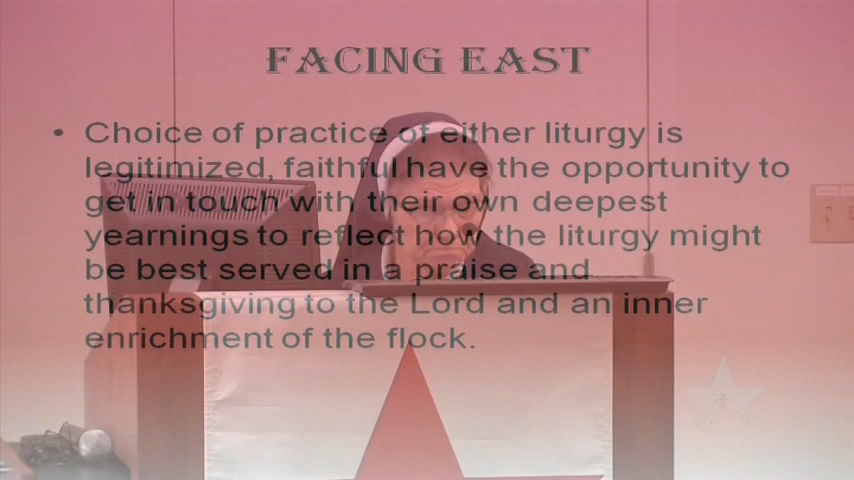 FACING EAST
• Choice of practice of either liturgy is
legitimized, faithful have the opportunity to
get in touch with their own deepest
yearnings to reflect how the liturgy might
be best served in a praise and
thanksgiving to the Lord and an inner
enrichment of the flock.